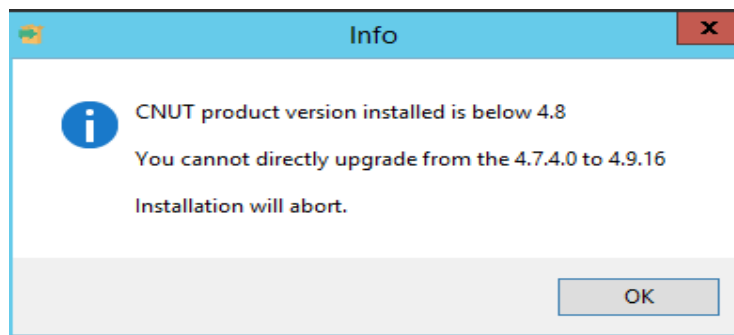 Info
x
CNUT product version installed is below 4.8
You cannot directly upgrade from the 4.7.4.0 to 4.9.16
Installation will abort.
OK